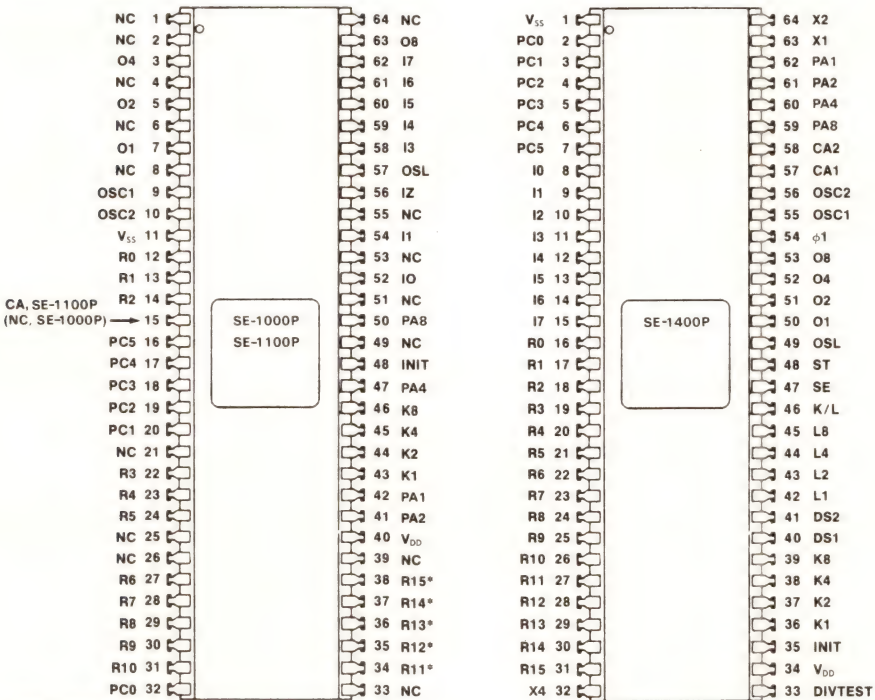 NC 1 64 NC
NC 2 63 O8
O4 3 62 I7
NC 4 61 I6
O2 5 60 I5
NC 6 59 I4
O1 7 58 I3
NC 8 57 OSL
OSC1 9 56 IZ
OSC2 10 55 NC
VSS 11 54 I1
R0 12 53 NC
R1 13 52 IO
R2 14 51 NC
CA, SE-1100P
(NC, SE-1000P) → 15 50 PA8
SE-1000P
SE-1100P
PC5 16 49 NC
PC4 17 48 INIT
PC3 18 47 PA4
PC2 19 46 K8
PC1 20 45 K4
NC 21 44 K2
R3 22 43 K1
R4 23 42 PA1
R5 24 41 PA2
NC 25 40 VDD
NC 26 39 NC
R6 27 38 R15*
R7 28 37 R14*
R8 29 36 R13*
R9 30 35 R12*
R10 31 34 R11*
PC0 32 33 NC
VSS 1 64 X2
PC0 2 63 X1
PC1 3 62 PA1
PC2 4 61 PA2
PC3 5 60 PA4
PC4 6 59 PA8
PC5 7 58 CA2
I0 8 57 CA1
I1 9 56 OSC2
I2 10 55 OSC1
I3 11 54 φ1
I4 12 53 O8
I5 13 52 O4
I6 14 51 O2
I7 15 50 O1
SE-1400P
R0 16 49 OSL
R1 17 48 ST
R2 18 47 SE
R3 19 46 K/L
R4 20 45 L8
R5 21 44 L4
R6 22 43 L2
R7 23 42 L1
R8 24 41 DS2
R9 25 40 DS1
R10 26 39 K8
R11 27 38 K4
R12 28 37 K2
R13 29 36 K1
R14 30 35 INIT
R15 31 34 VDD
X4 32 33 DIVTEST